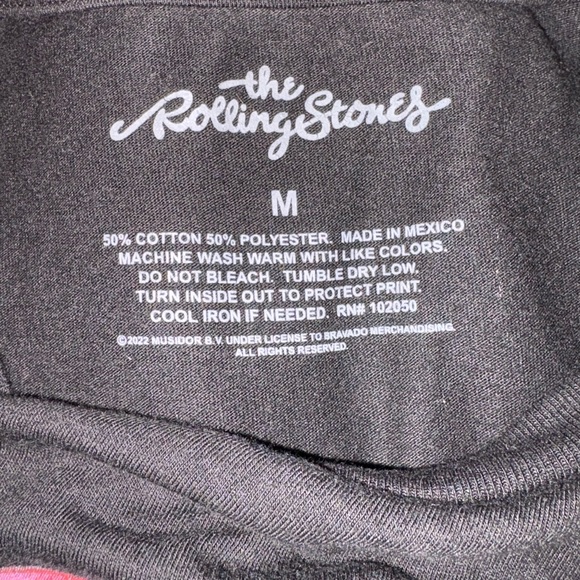 the
Rolling Stones
M
50% COTTON 50% POLYESTER. MADE IN MEXICO
MACHINE WASH WARM WITH LIKE COLORS.
DO NOT BLEACH. TUMBLE DRY LOW.
TURN INSIDE OUT TO PROTECT PRINT.
COOL IRON IF NEEDED. RN# 102050
©2022 MUSIDOR B.V. UNDER LICENSE TO BRAVADO MERCHANDISING.
ALL RIGHTS RESERVED.